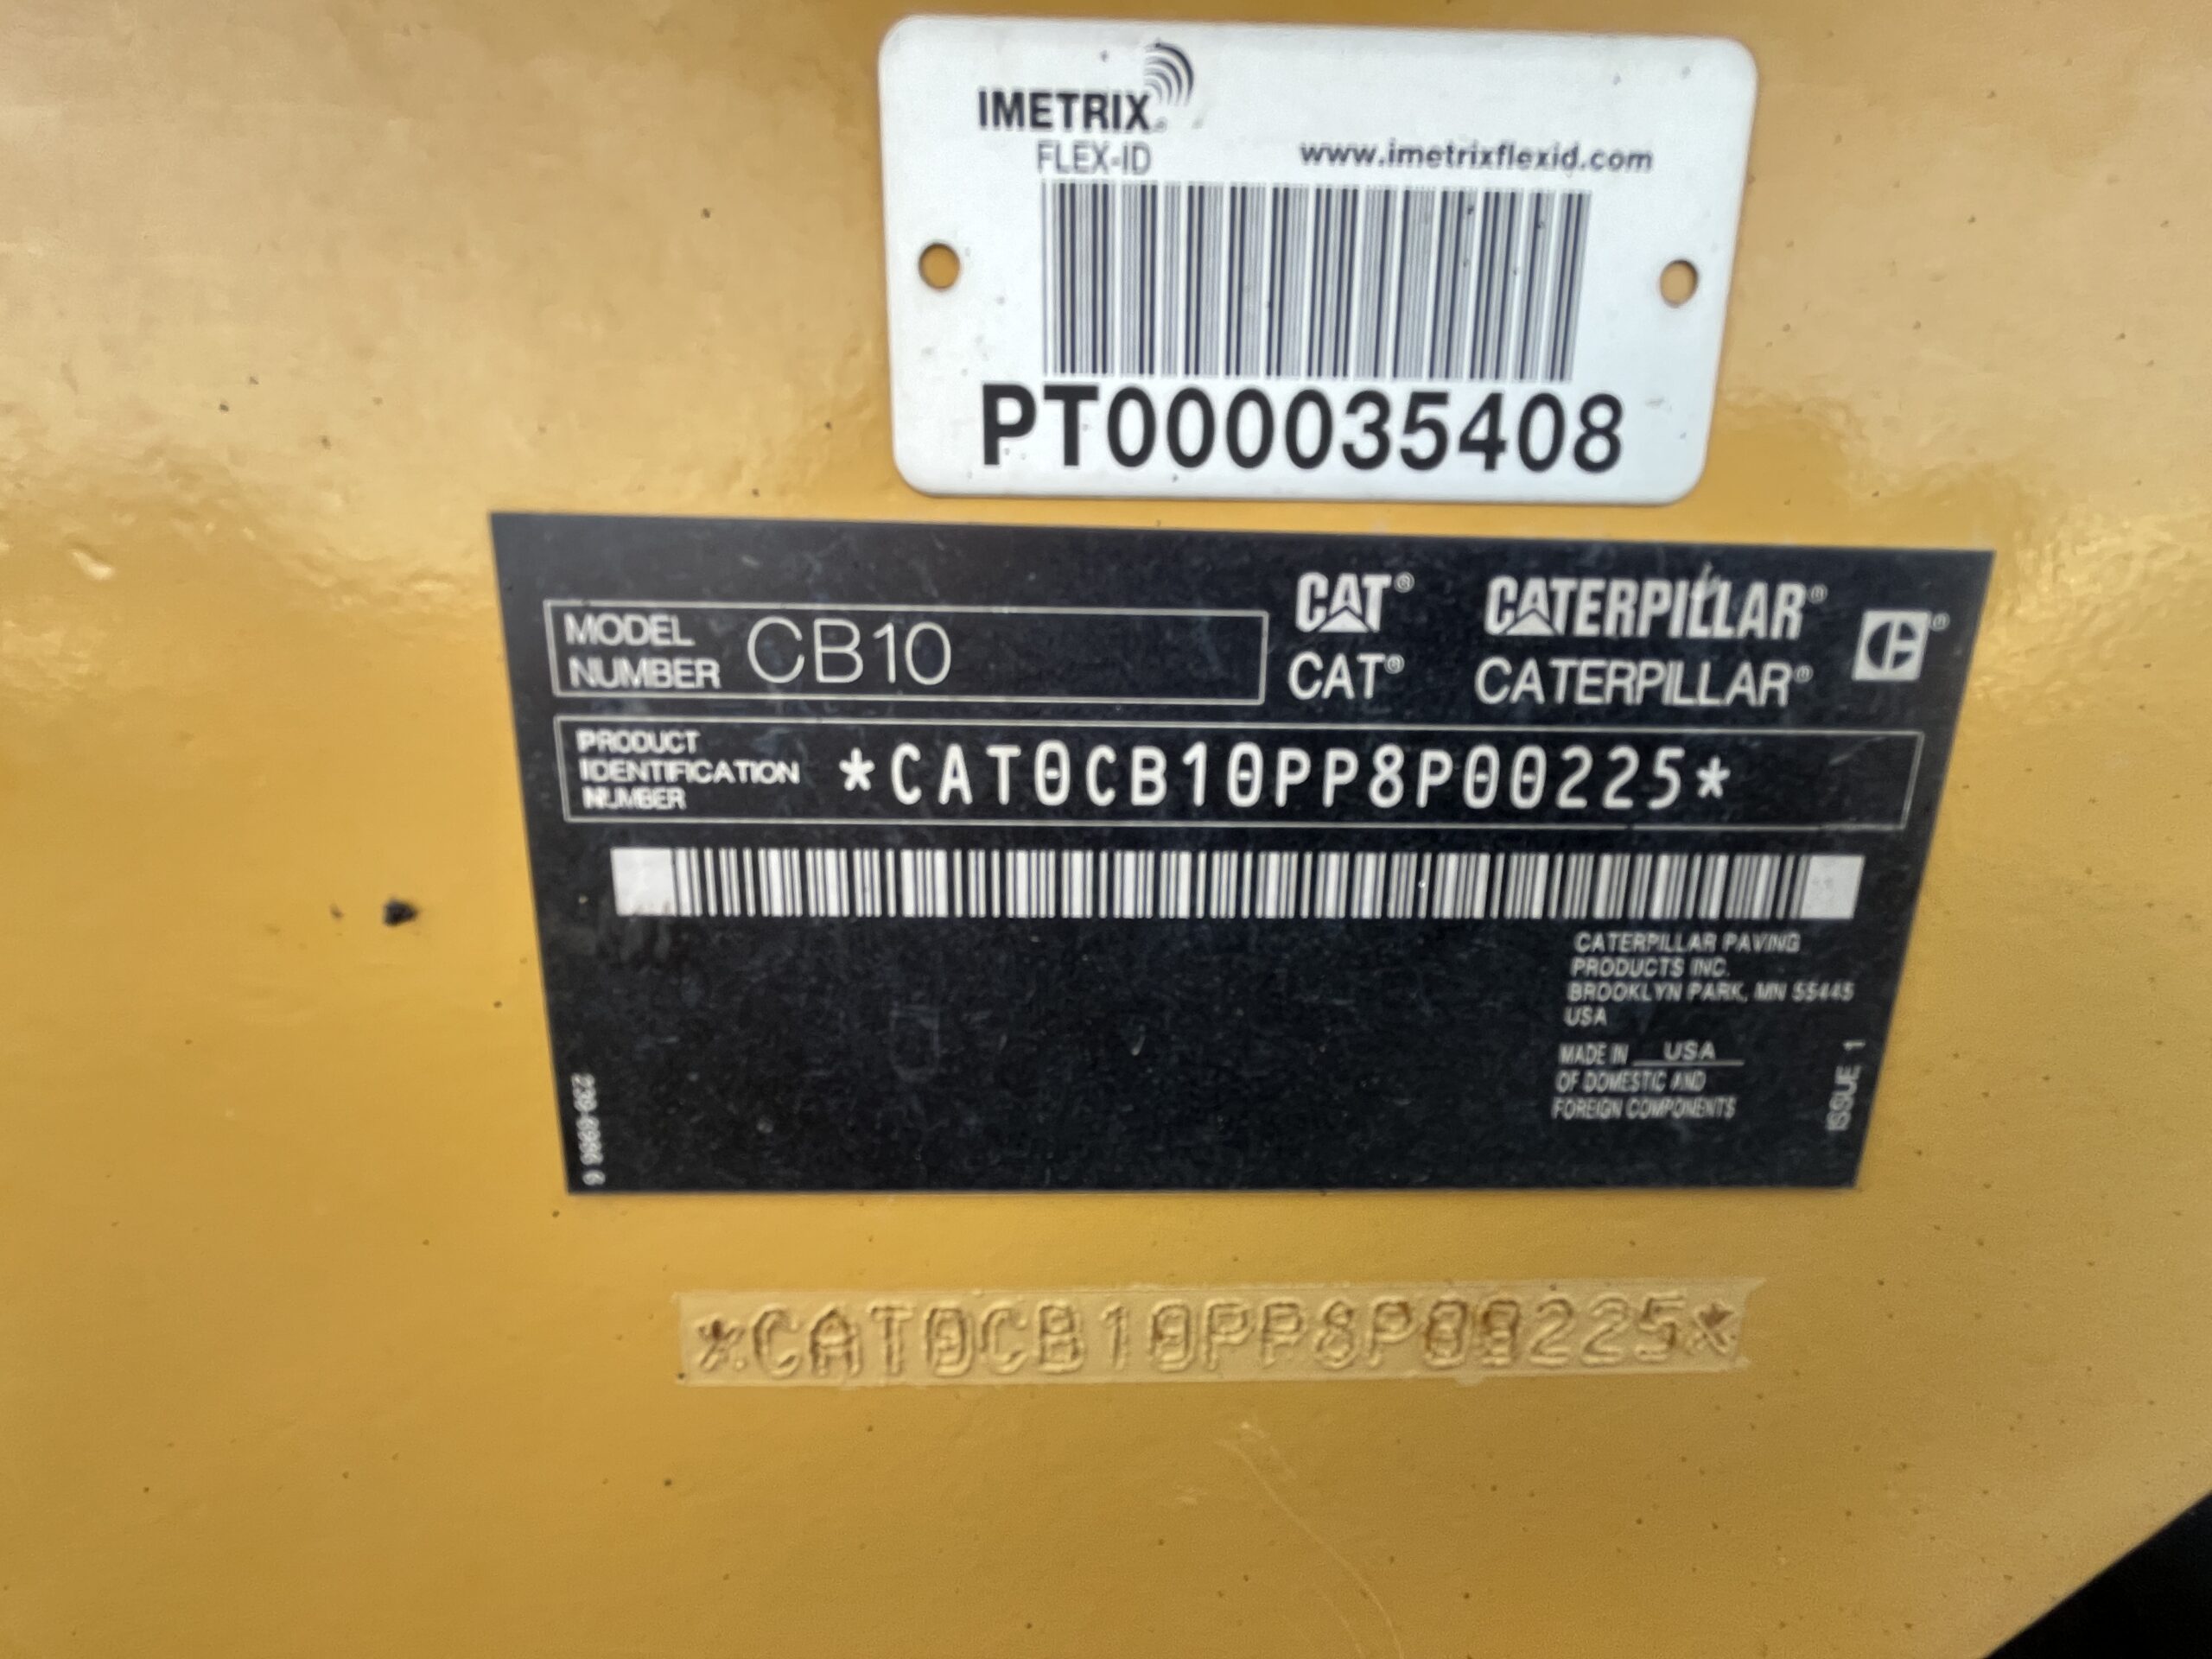 IMETRIX
FLEX-ID
www.imetrixflexid.com
PT000035408
MODEL NUMBER CB10
CAT® CATERPILLAR®
CAT® CATERPILLAR®
PRODUCT IDENTIFICATION NUMBER *CAT0CB10PP8P00225*
CATERPILLAR PAVING
PRODUCTS INC.
BROOKLYN PARK, MN 55445
USA
MADE IN USA
OF DOMESTIC AND
FOREIGN COMPONENTS
ISSUE 1
*CAT0CB10PP8P00225*